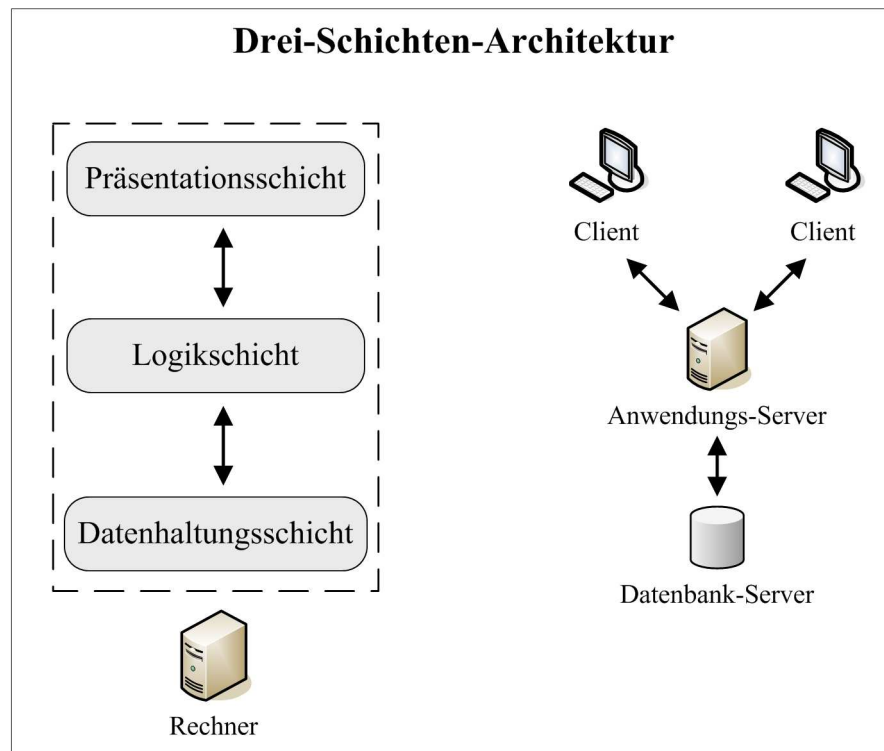 Drei-Schichten-Architektur
Präsentationsschicht
Logikschicht
Datenhaltungsschicht
Rechner
Client
Client
Anwendungs-Server
Datenbank-Server